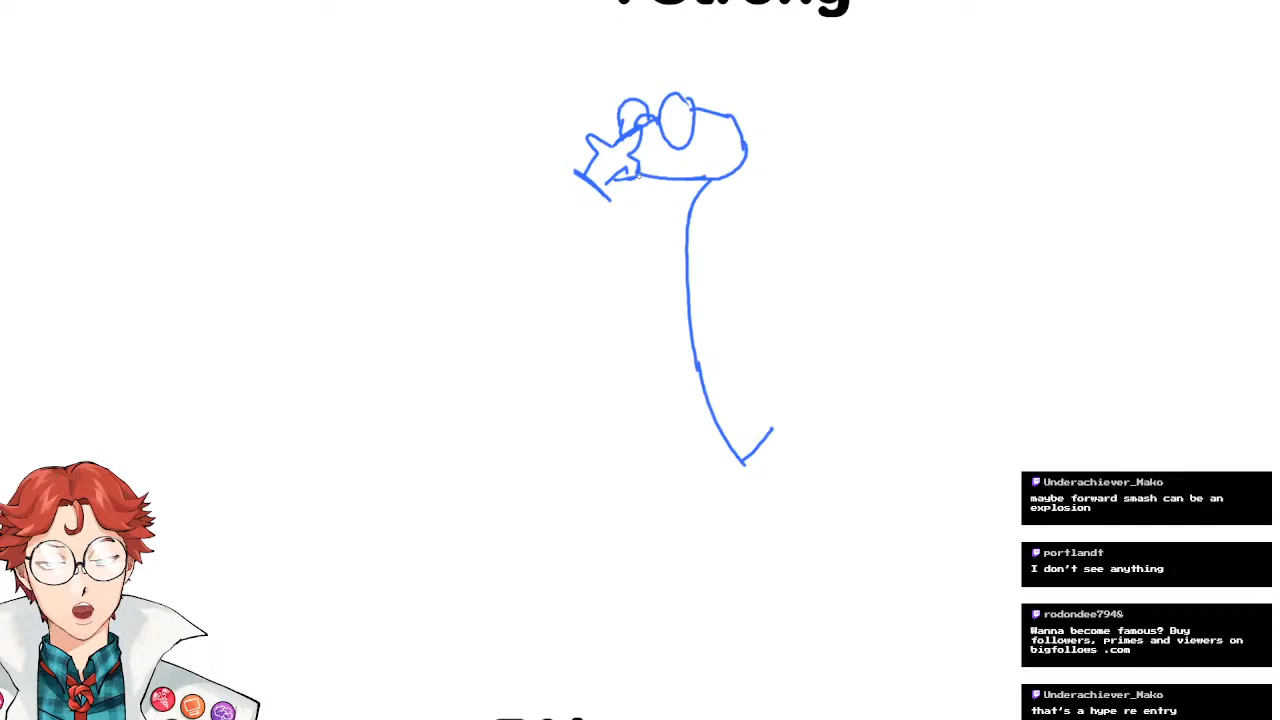 Strong
Underachiever_Mako
maybe forward smash can be an
explosion
portlandt
I don't see anything
rodondee7948
Wanna become famous? Buy
followers, primes and viewers on
bigfollows .com
Underachiever_Mako
that's a hype re entry